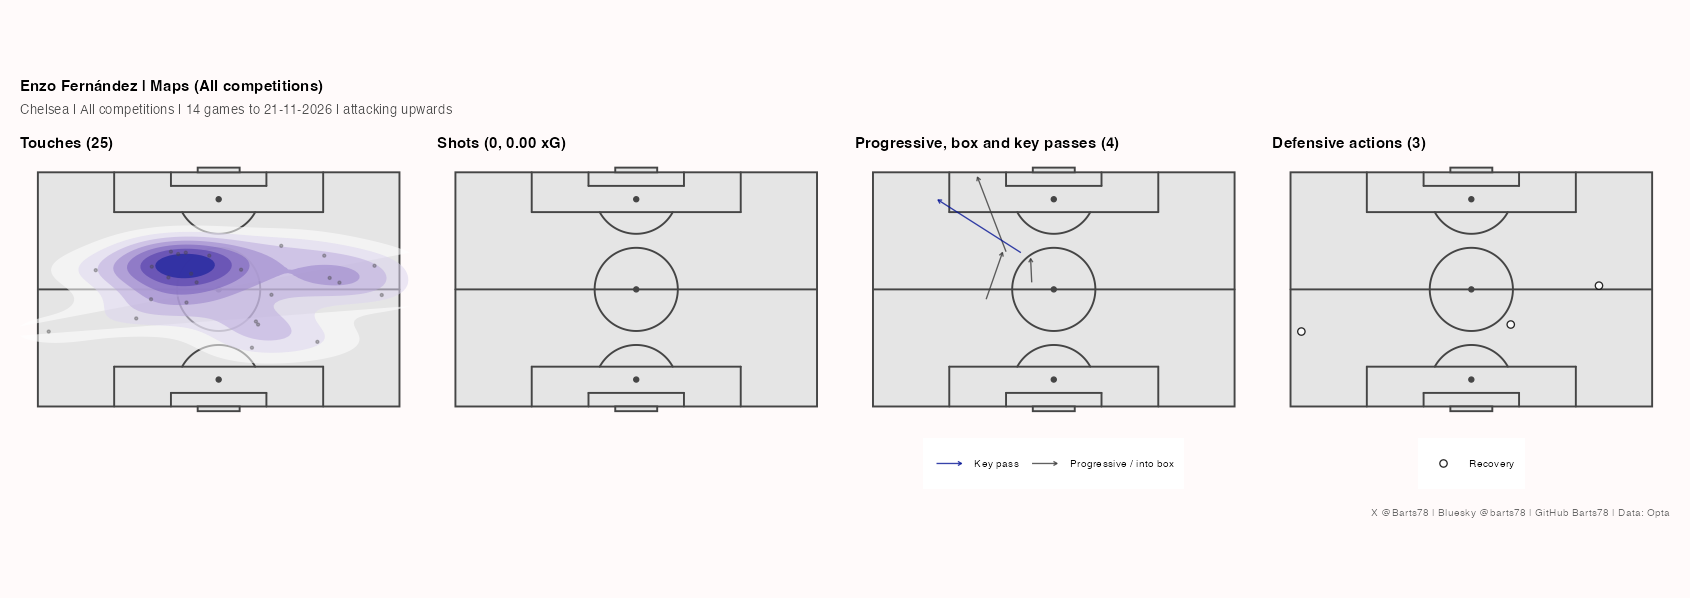 Enzo Fernández | Maps (All competitions)
Chelsea | All competitions | 14 games to 21-11-2026 | attacking upwards
Touches (25)
Shots (0, 0.00 xG)
Progressive, box and key passes (4)
Defensive actions (3)
Key pass
Progressive / into box
Recovery
X @Barts78 | Bluesky @barts78 | GitHub Barts78 | Data: Opta